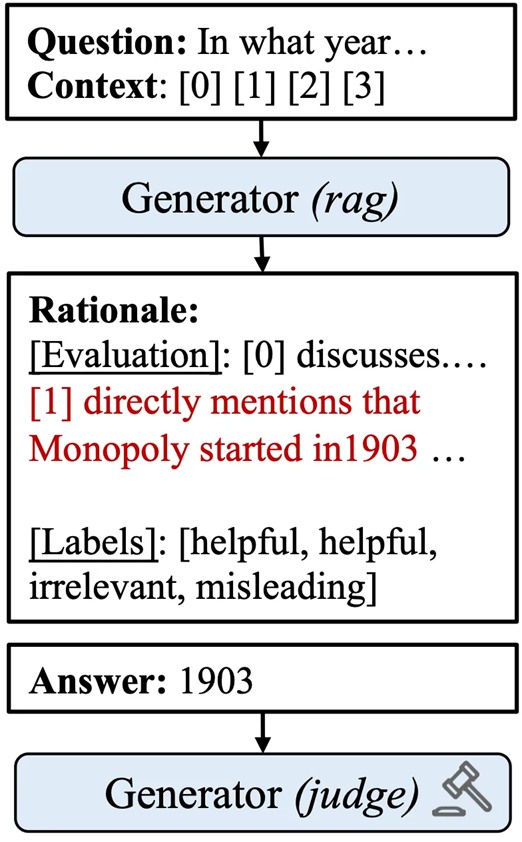 Question: In what year…
Context: [0] [1] [2] [3]
Generator (rag)
Rationale:
[Evaluation]: [0] discusses….
[1] directly mentions that
Monopoly started in1903 …
[Labels]: [helpful, helpful,
irrelevant, misleading]
Answer: 1903
Generator (judge)